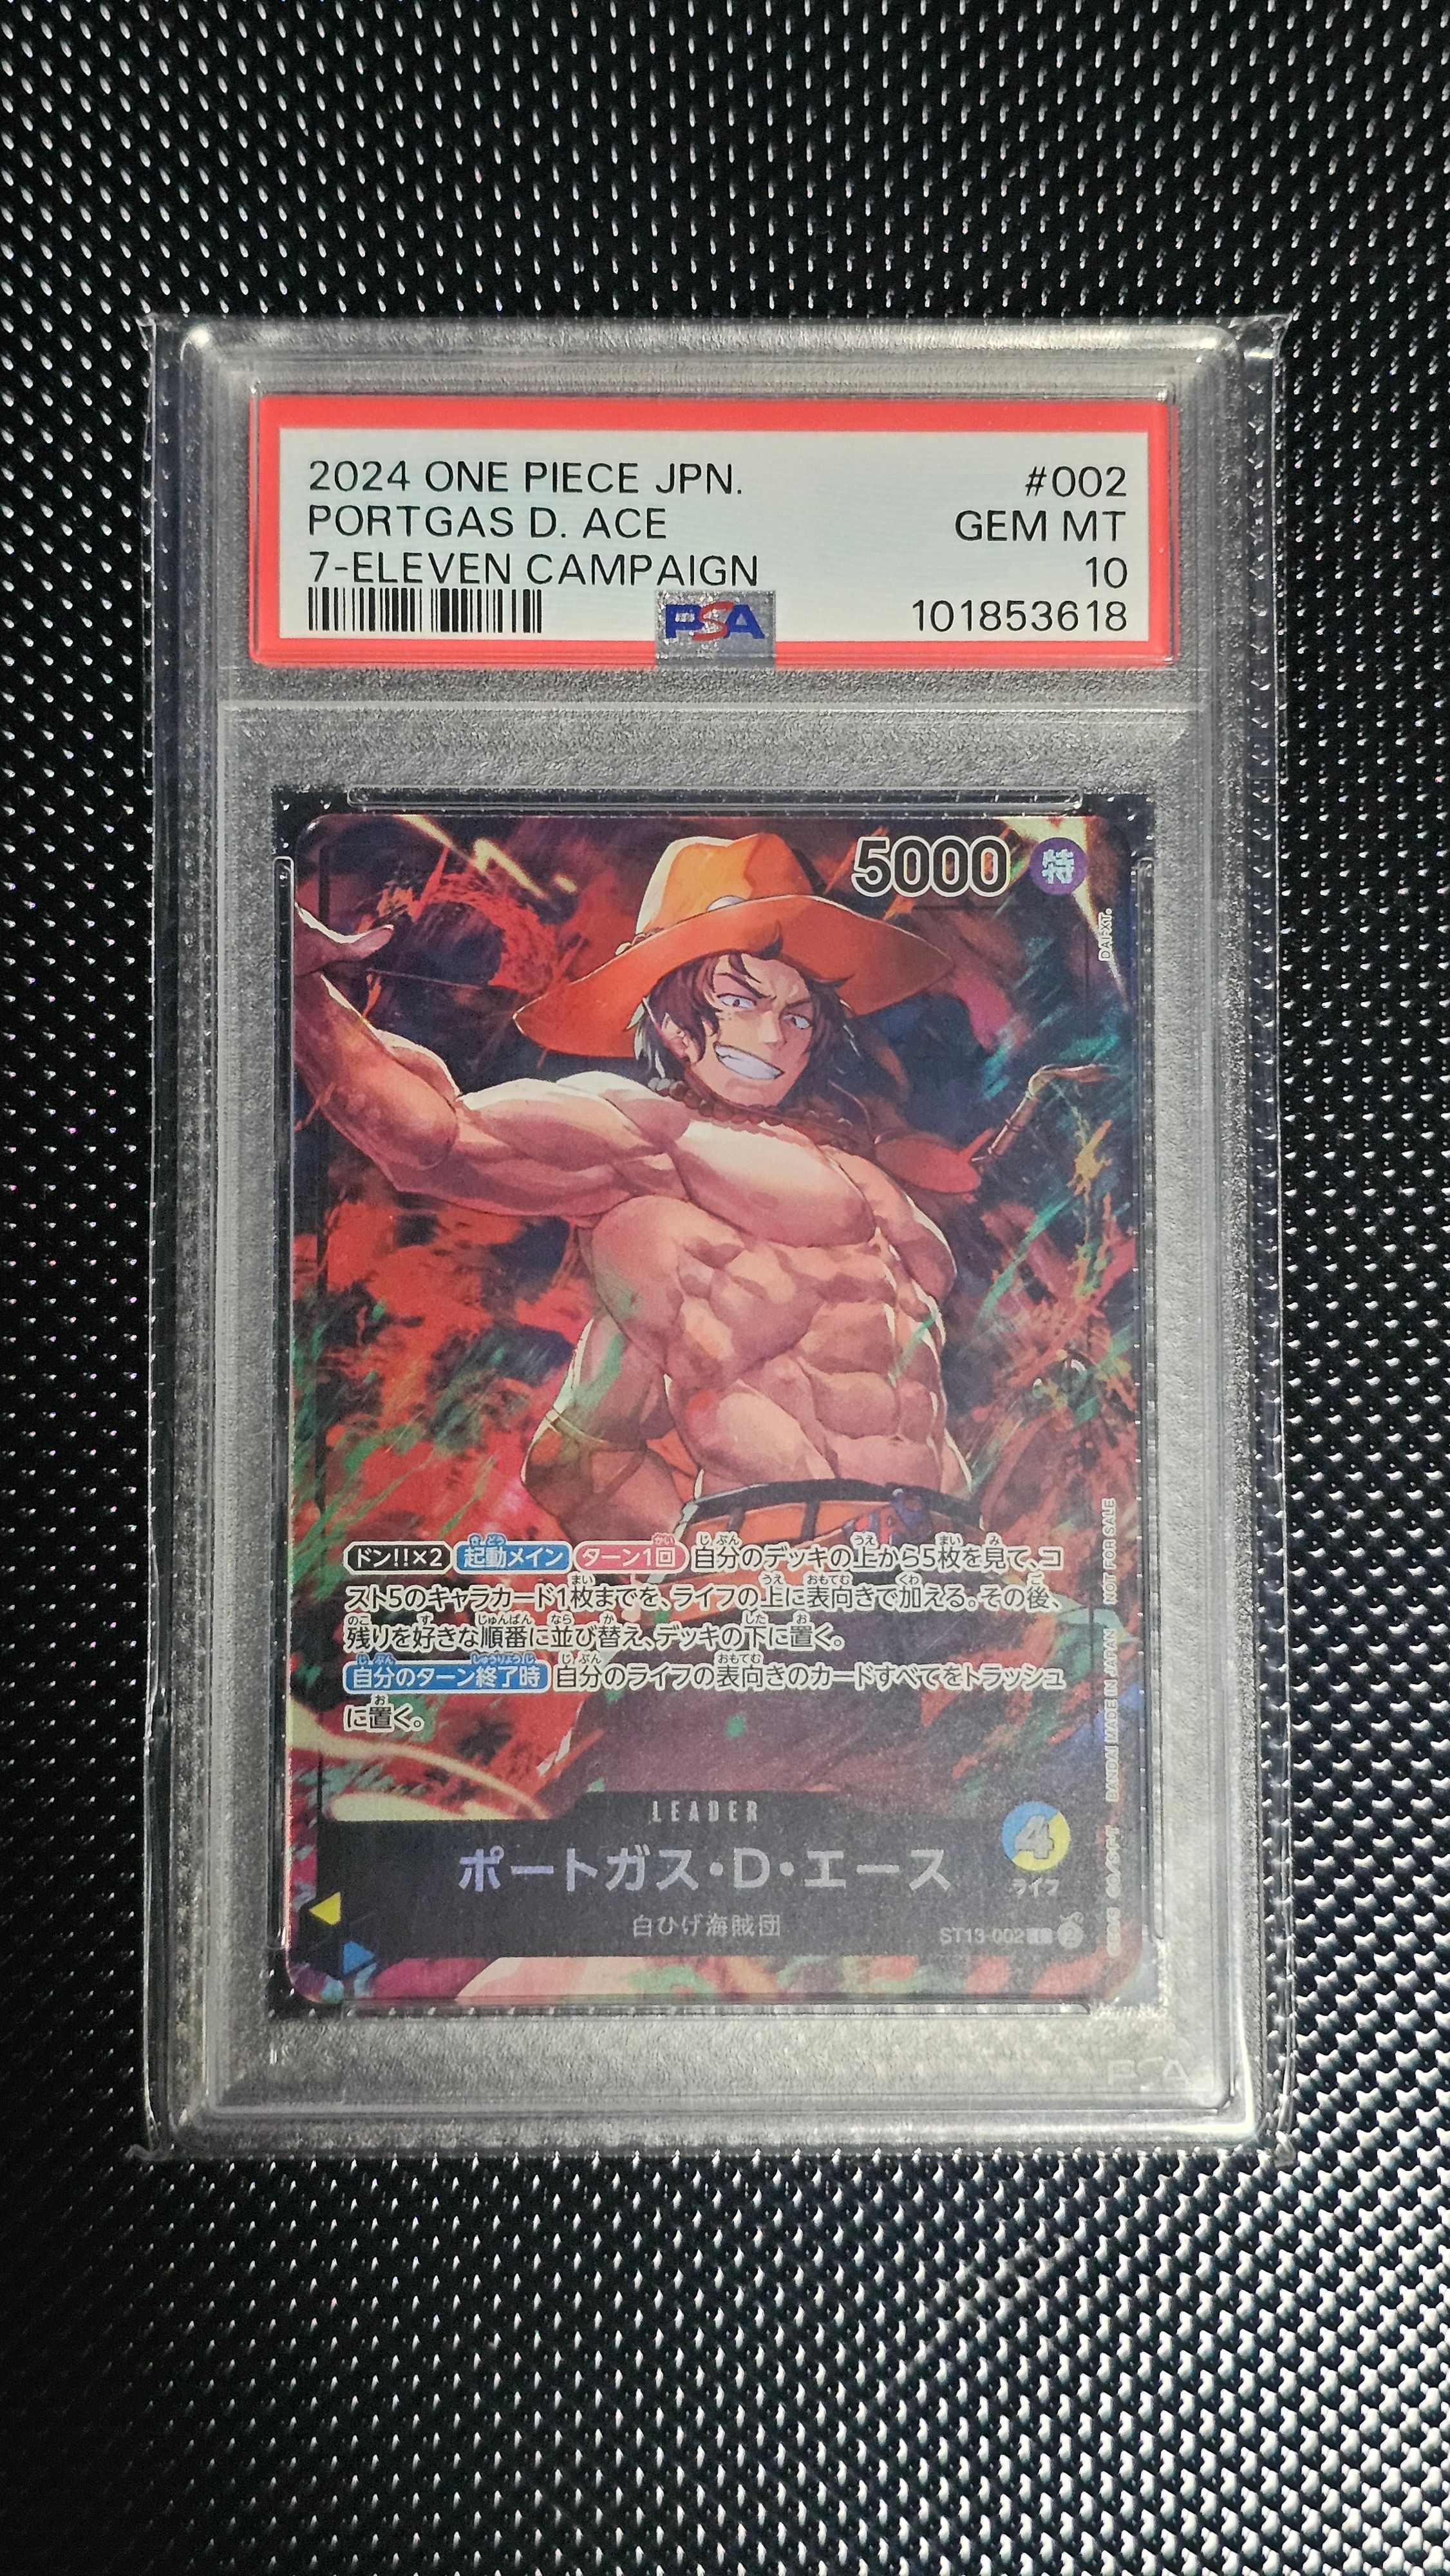 2024 ONE PIECE JPN. #002
PORTGAS D. ACE GEM MT
7-ELEVEN CAMPAIGN 10
PSA 101853618
5000 特
DAI-XT.
ドン!!×2 起動メイン ターン1回 自分のデッキの上から5枚を見て、コ
スト5のキャラカード1枚までを、ライフの上に表向きで加える。その後、
残りを好きな順番に並び替え、デッキの下に置く。
自分のターン終了時 自分のライフの表向きのカードすべてをトラッシュ
に置く。
BANDAI MADE IN JAPAN NOT FOR SALE
LEADER
ポートガス・D・エース
4
ライフ
白ひげ海賊団
ST13-002
PSA